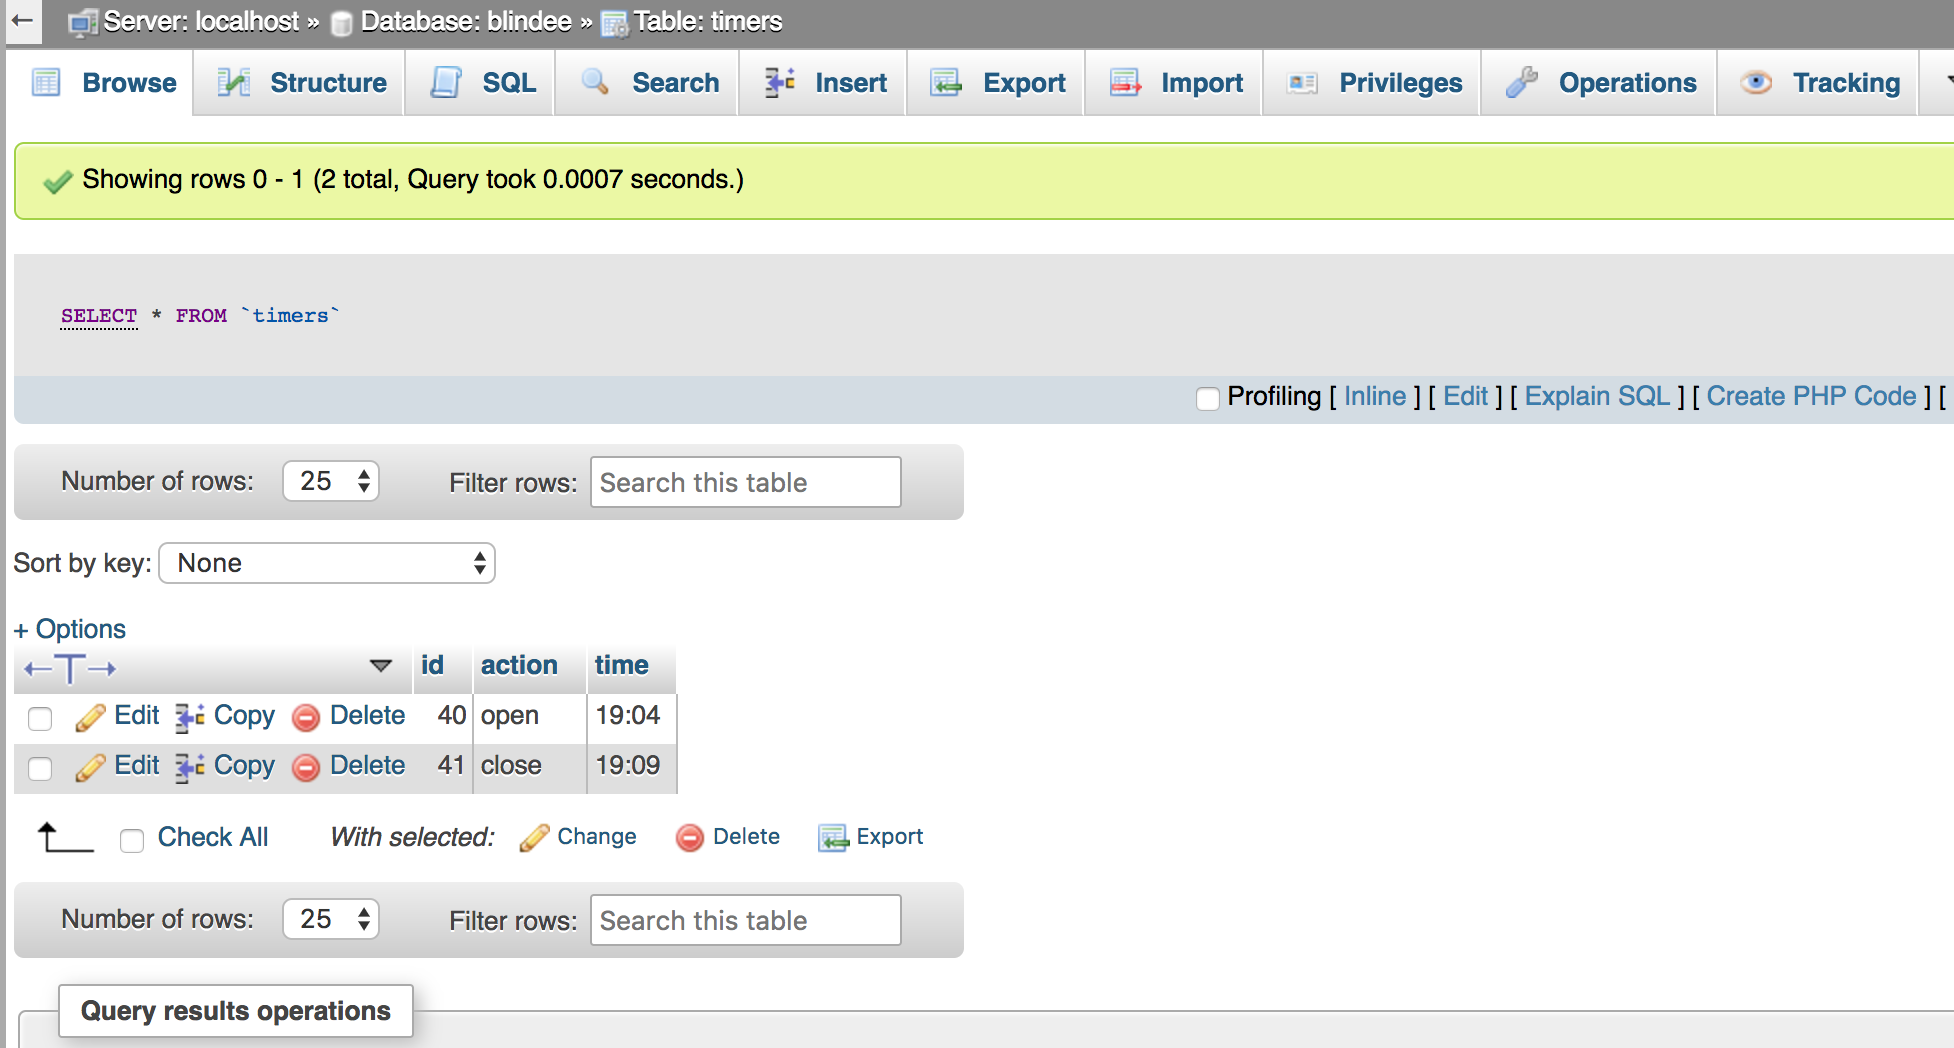 Server: localhost » Database: blindee » Table: timers
Browse Structure SQL Search Insert Export Import Privileges Operations Tracking
Showing rows 0 - 1 (2 total, Query took 0.0007 seconds.)
SELECT * FROM `timers`
Profiling [ Inline ] [ Edit ] [ Explain SQL ] [ Create PHP Code ] [
Number of rows: 25 Filter rows: Search this table
Sort by key: None
+ Options
←T→ id action time
Edit Copy Delete 40 open 19:04
Edit Copy Delete 41 close 19:09
Check All With selected: Change Delete Export
Number of rows: 25 Filter rows: Search this table
Query results operations